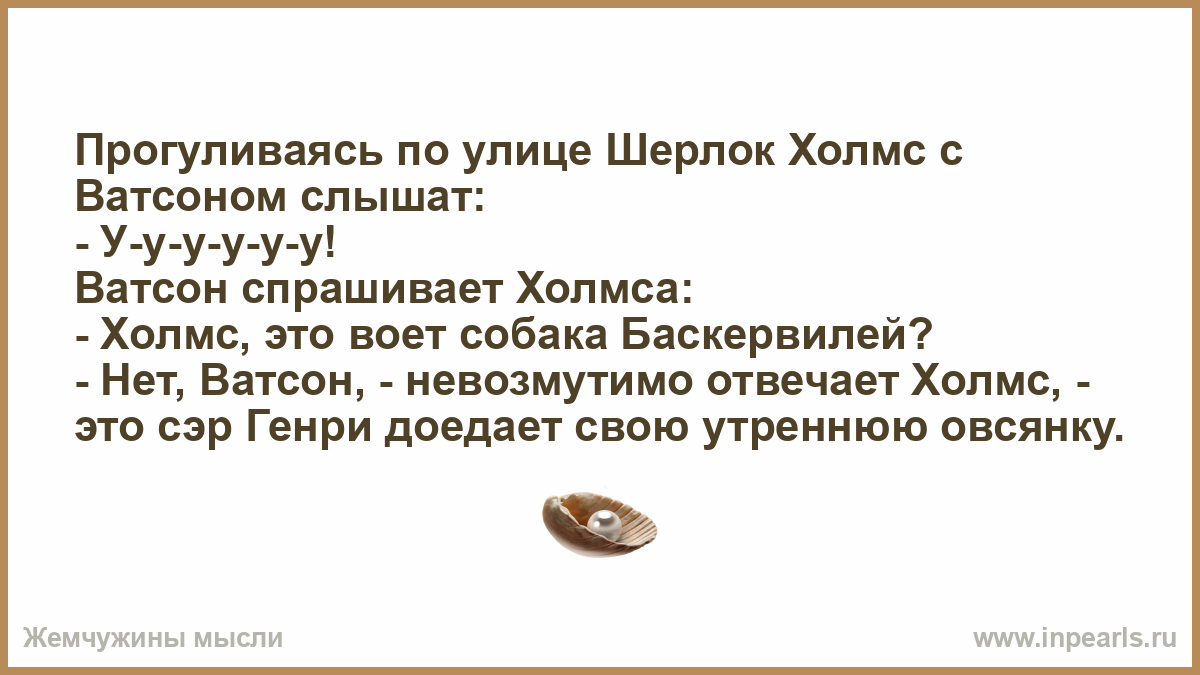 Прогуливаясь по улице Шерлок Холмс с
Ватсоном слышат:
- У-у-у-у-у-у!
Ватсон спрашивает Холмса:
- Холмс, это воет собака Баскервилей?
- Нет, Ватсон, - невозмутимо отвечает Холмс, -
это сэр Генри доедает свою утреннюю овсянку.
Жемчужины мысли
www.inpearls.ru